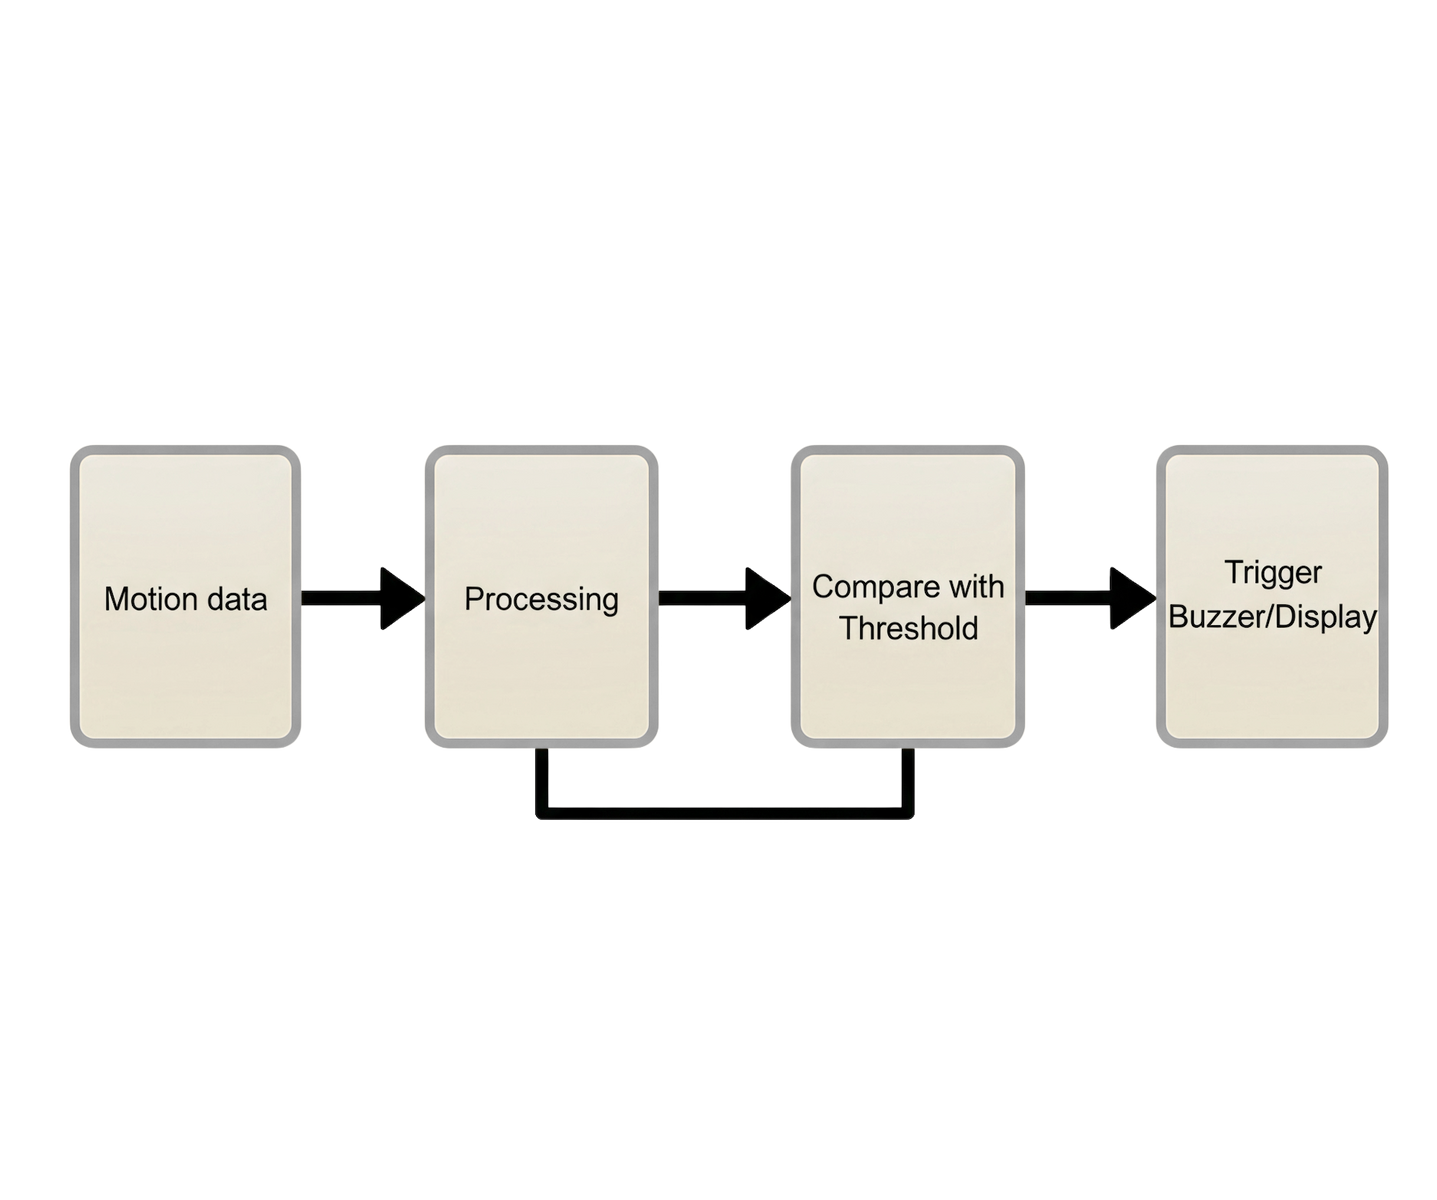 Motion data
Processing
Compare with
Threshold
Trigger
Buzzer/Display